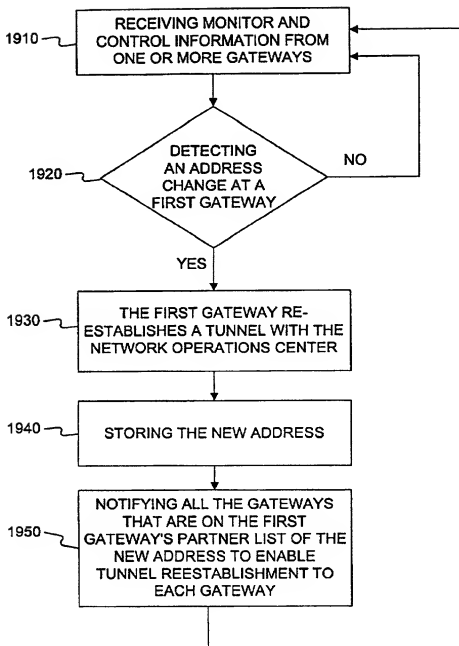 1910
RECEIVING MONITOR AND
CONTROL INFORMATION FROM
ONE OR MORE GATEWAYS
1920
DETECTING
AN ADDRESS
CHANGE AT A
FIRST GATEWAY
NO
YES
1930
THE FIRST GATEWAY RE-
ESTABLISHES A TUNNEL WITH THE
NETWORK OPERATIONS CENTER
1940
STORING THE NEW ADDRESS
1950
NOTIFYING ALL THE GATEWAYS
THAT ARE ON THE FIRST
GATEWAY'S PARTNER LIST OF THE
NEW ADDRESS TO ENABLE
TUNNEL REESTABLISHMENT TO
EACH GATEWAY